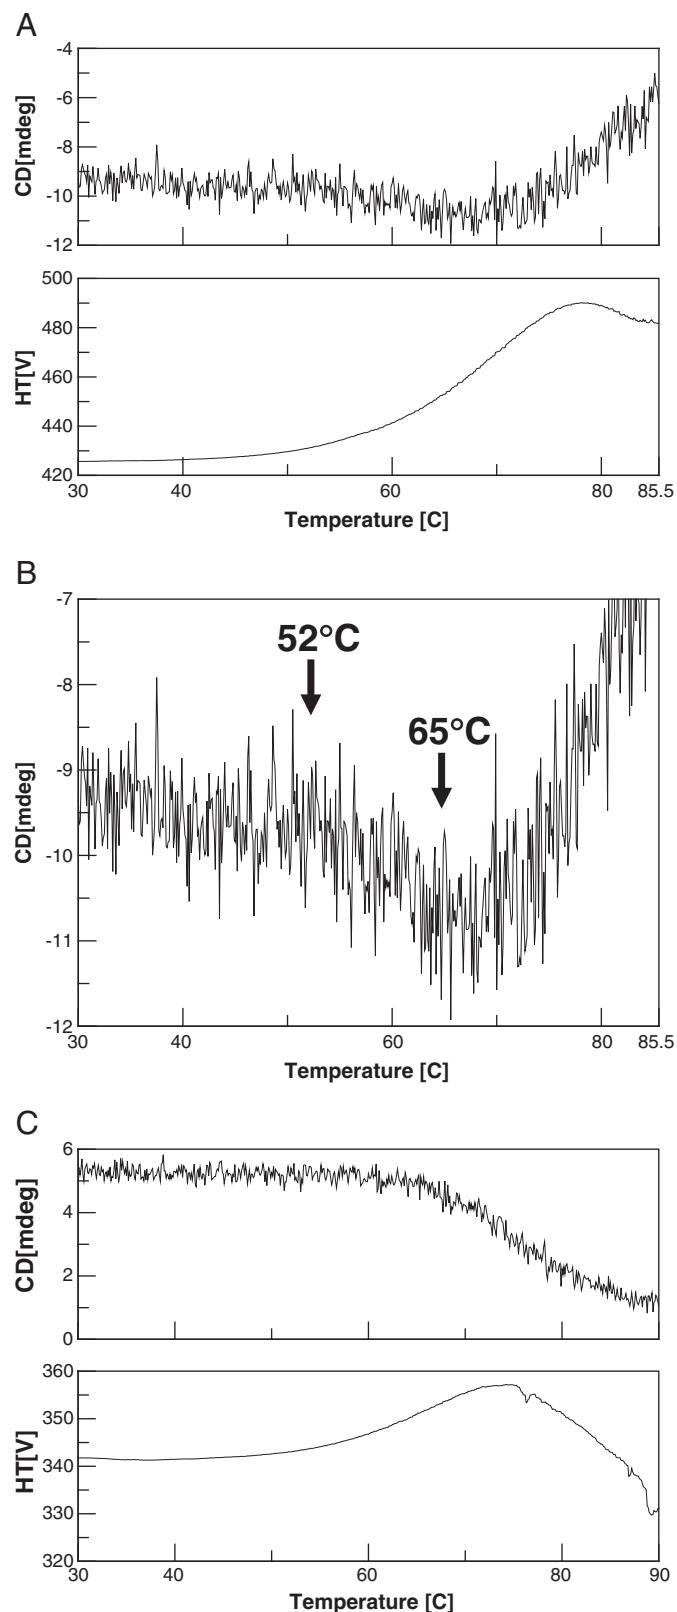 A
-4
-6
-8
-10
-12
CD[mdeg]
500
480
460
440
420
HT[V]
30 40 60 80 85.5
Temperature [C]
B
-7
-8
-9
-10
-11
-12
CD[mdeg]
52°C
65°C
30 40 60 80 85.5
Temperature [C]
C
6
4
2
0
CD[mdeg]
360
350
340
330
320
HT[V]
30 40 60 80 90
Temperature [C]